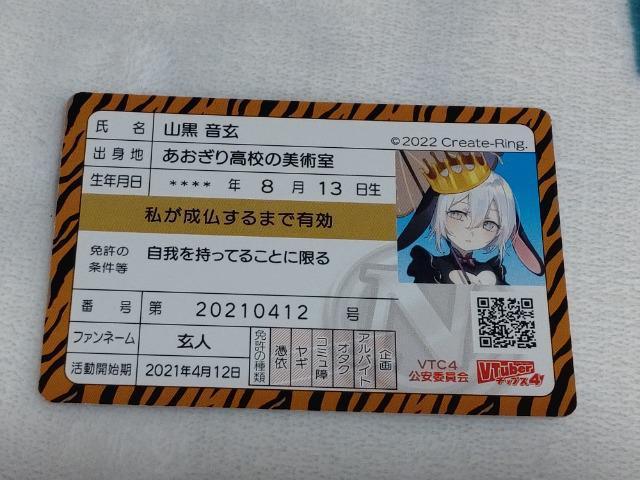 氏 名 山黒 音玄
©2022 Create-Ring.
出身地 あおぎり高校の美術室
生年月日 **** 年 8 月 13 日生
私が成仏するまで有効
免許の条件等 自我を持ってることに限る
番 号 第 20210412 号
ファンネーム 玄人
活動開始期 2021年4月12日
免許の種類
憑依
ヤギ
コミュ障
オタク
アルバイト
企画
VTC4
公安委員会
VTuber
チップス4